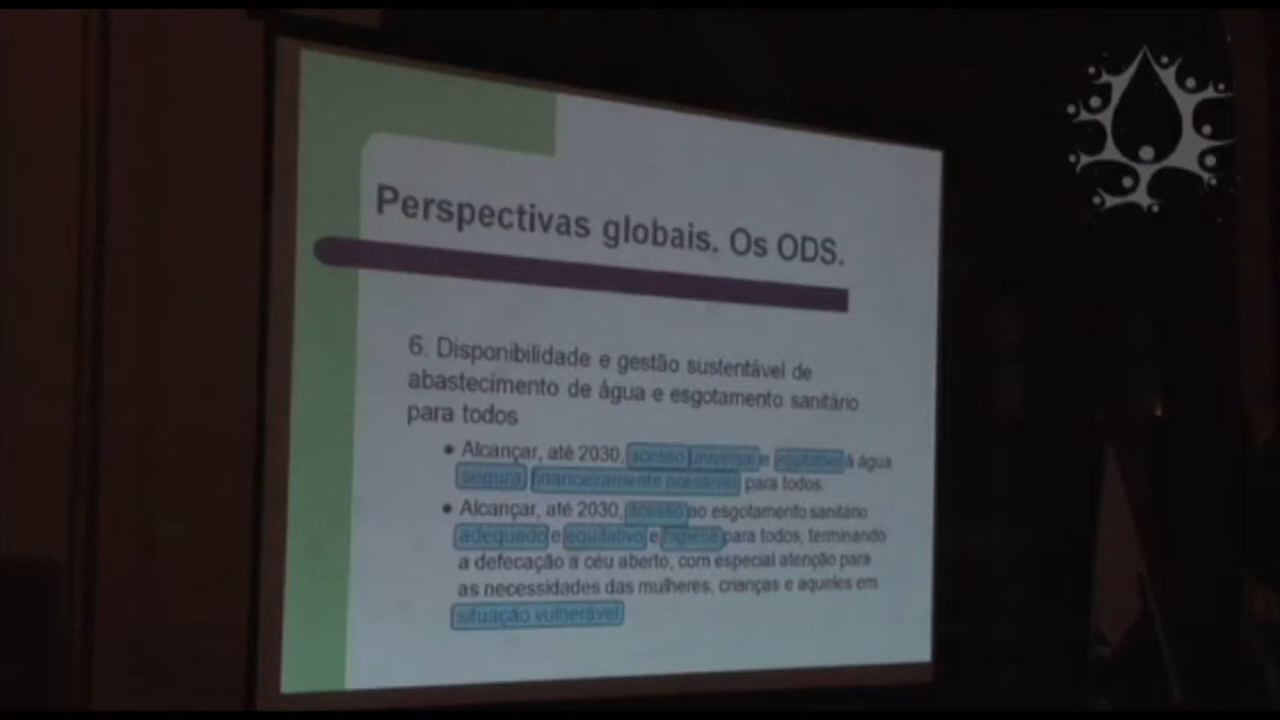 Perspectivas globais. Os ODS.
6. Disponibilidade e gestão sustentável de
abastecimento de água e esgotamento sanitário
para todos
• Alcançar, até 2030, acesso universal e equitativo à água
segura, financeiramente acessível para todos.
• Alcançar, até 2030, acesso ao esgotamento sanitário
adequado e equitativo e higiene para todos, terminando
a defecação a céu aberto, com especial atenção para
as necessidades das mulheres, crianças e aqueles em
situação vulnerável